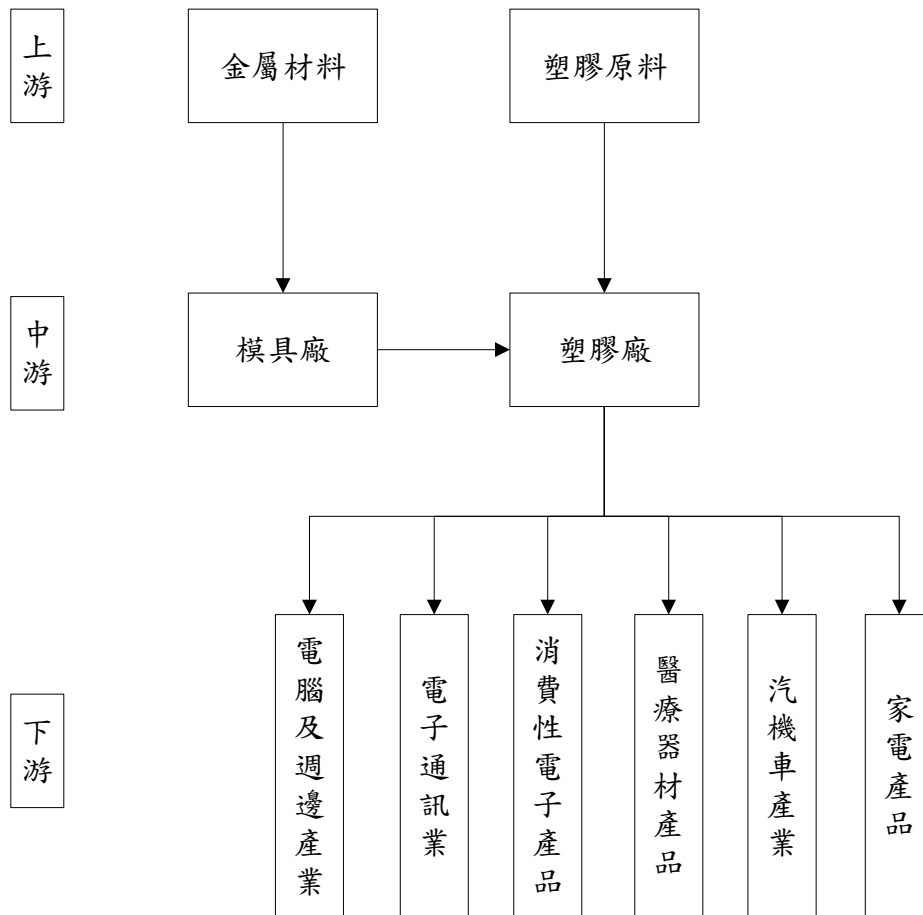 上游
金屬材料
塑膠原料
中游
模具廠
塑膠廠
下游
電腦及週邊產業
電子通訊業
消費性電子產品
醫療器材產品
汽機車產業
家電產品